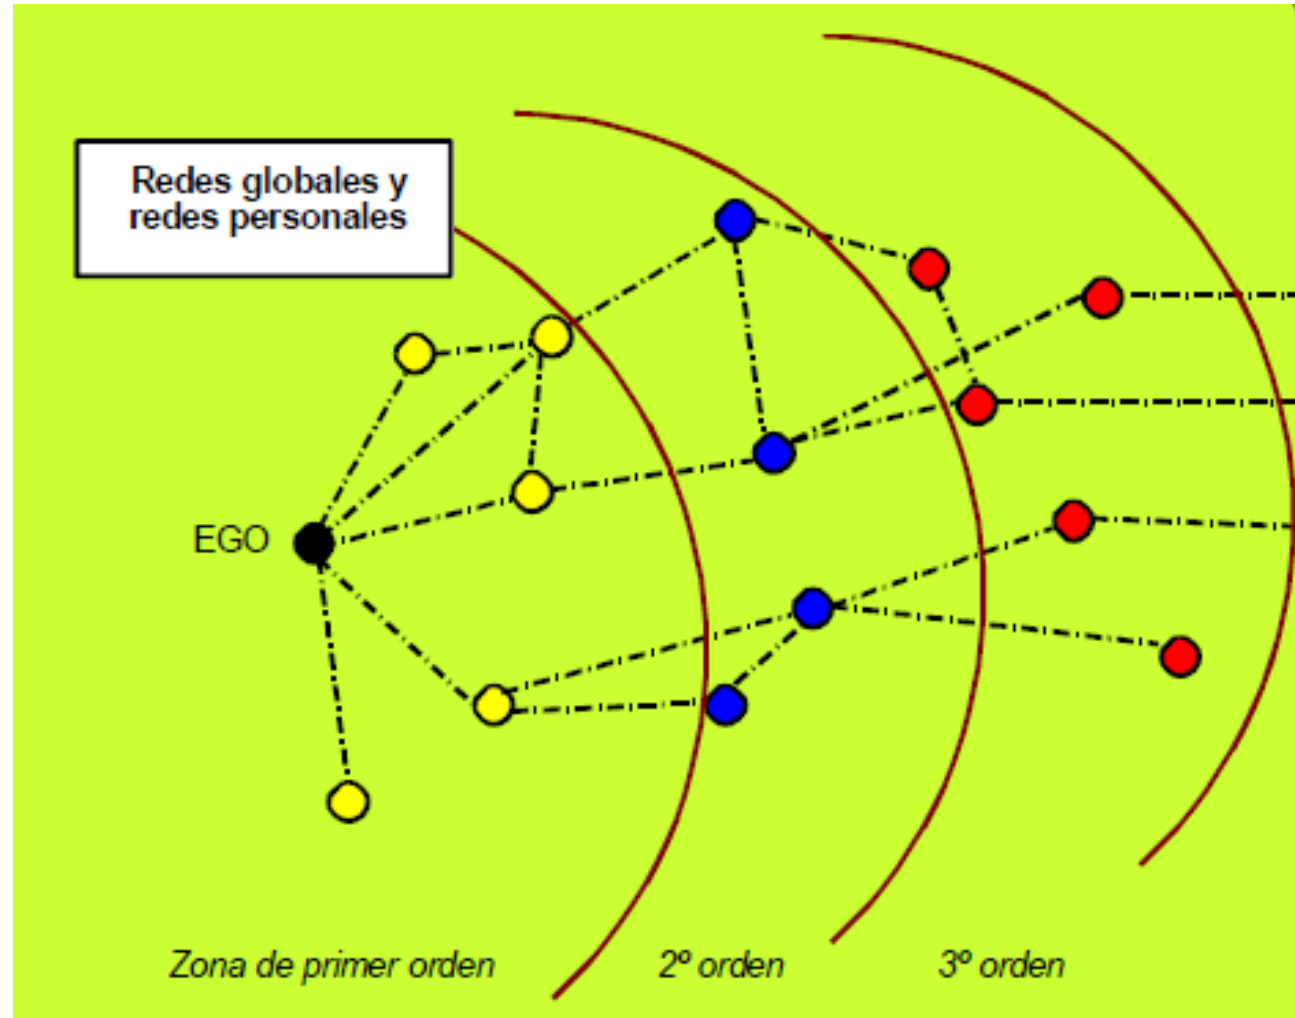 Redes globales y
redes personales
EGO
Zona de primer orden
2º orden
3º orden